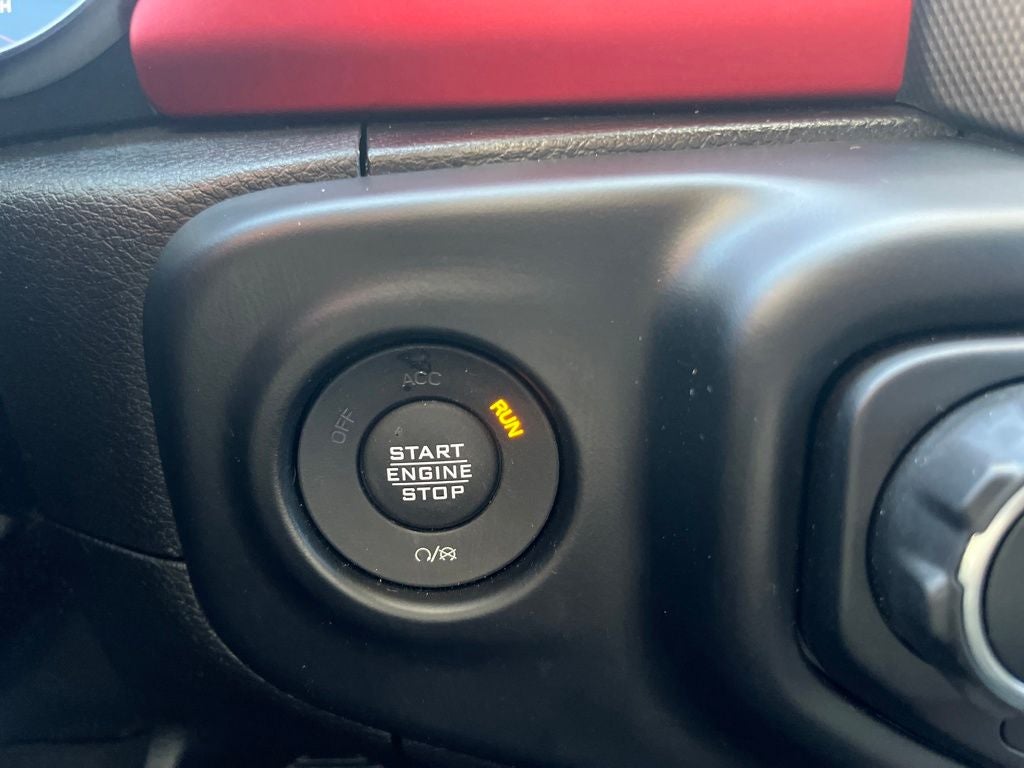 ACC
OFF
RUN
START
ENGINE
STOP